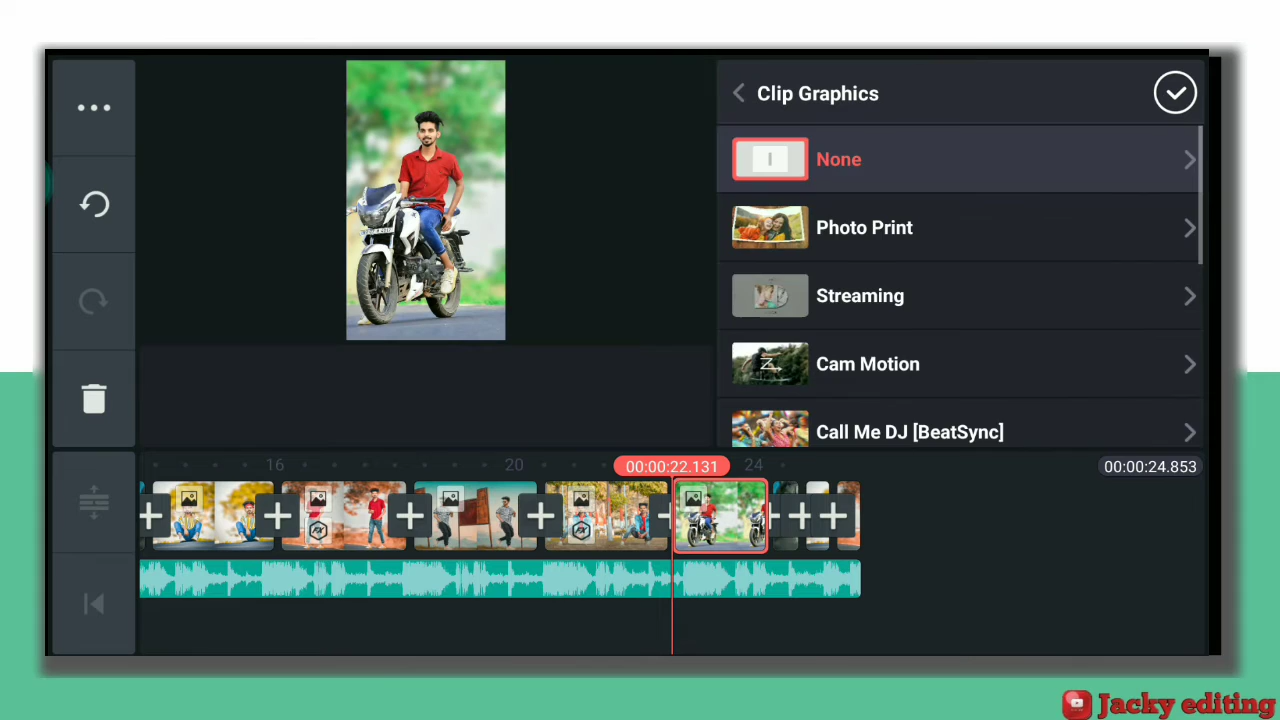 Clip Graphics
None
Photo Print
Streaming
Cam Motion
Call Me DJ [BeatSync]
16
20
00:00:22.131
24
00:00:24.853
Jacky editing